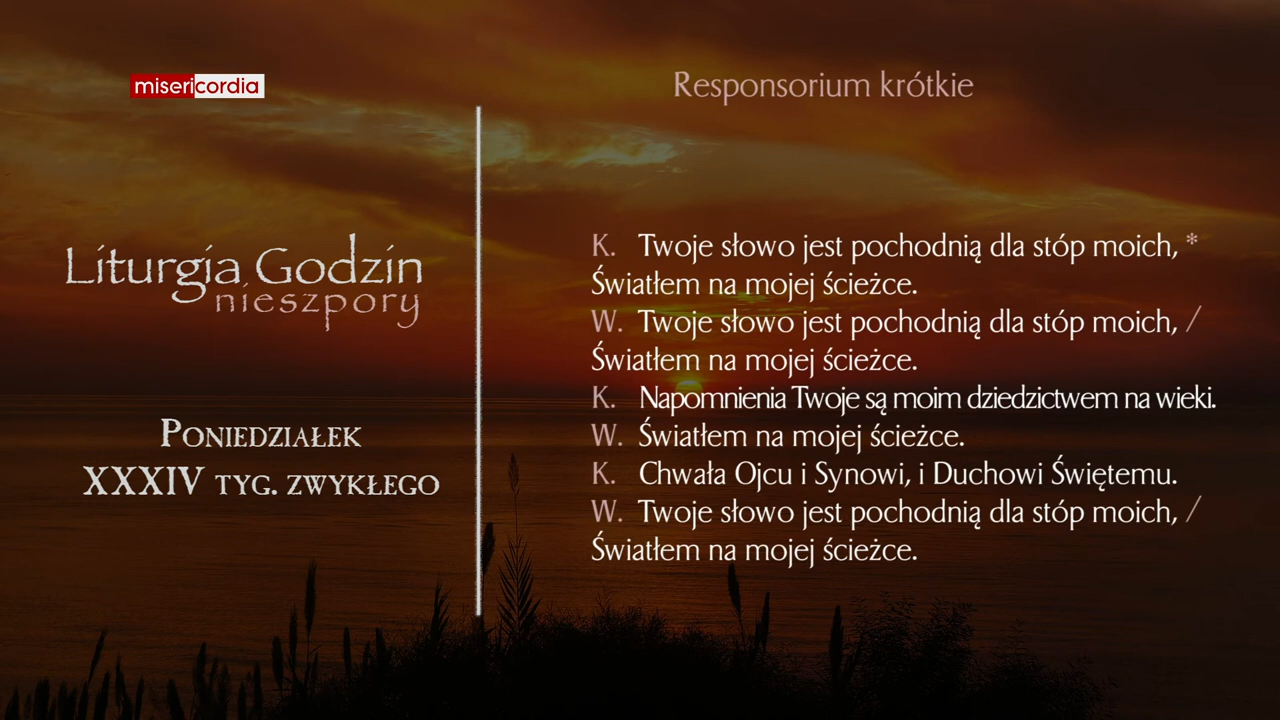 misericordia
Responsorium krótkie
Liturgia Godzin
nieszpory
Poniedziałek
XXXIV tyg. zwykłego
K. Twoje słowo jest pochodnią dla stóp moich, *
Światłem na mojej ścieżce.
W. Twoje słowo jest pochodnią dla stóp moich, /
Światłem na mojej ścieżce.
K. Napomnienia Twoje są moim dziedzictwem na wieki.
W. Światłem na mojej ścieżce.
K. Chwała Ojcu i Synowi, i Duchowi Świętemu.
W. Twoje słowo jest pochodnią dla stóp moich, /
Światłem na mojej ścieżce.